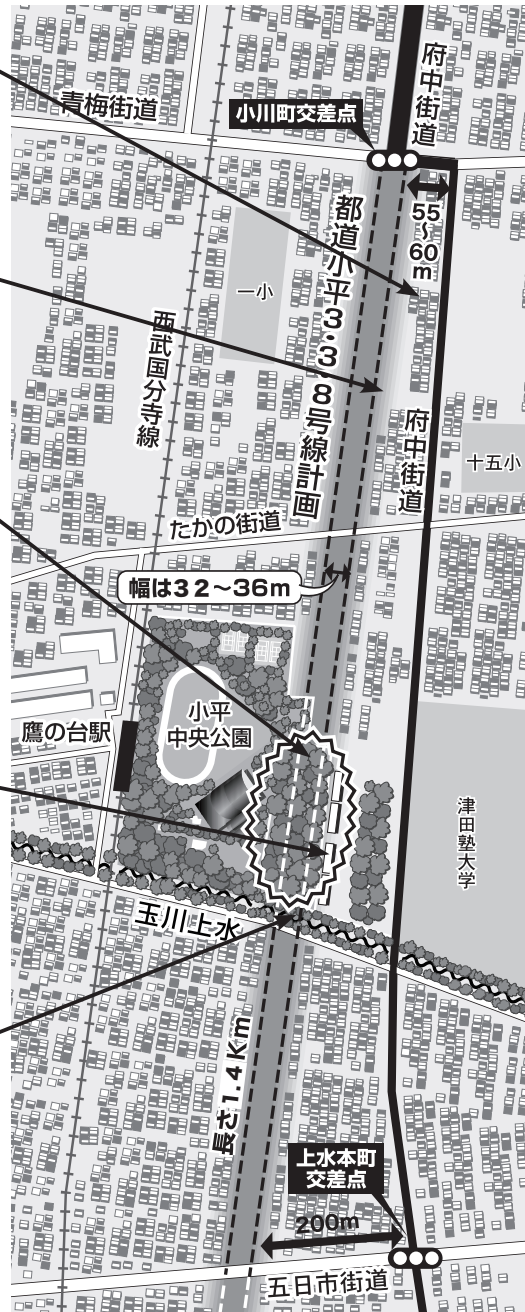 府中街道
青梅街道
小川町交差点
55〜60m
都道小平3・3・8号線計画
一小
西武国分寺線
府中街道
十五小
たかの街道
幅は32〜36m
小平
中央公園
鷹の台駅
津田塾大学
玉川上水
長さ1.4Km
上水本町
交差点
200m
五日市街道